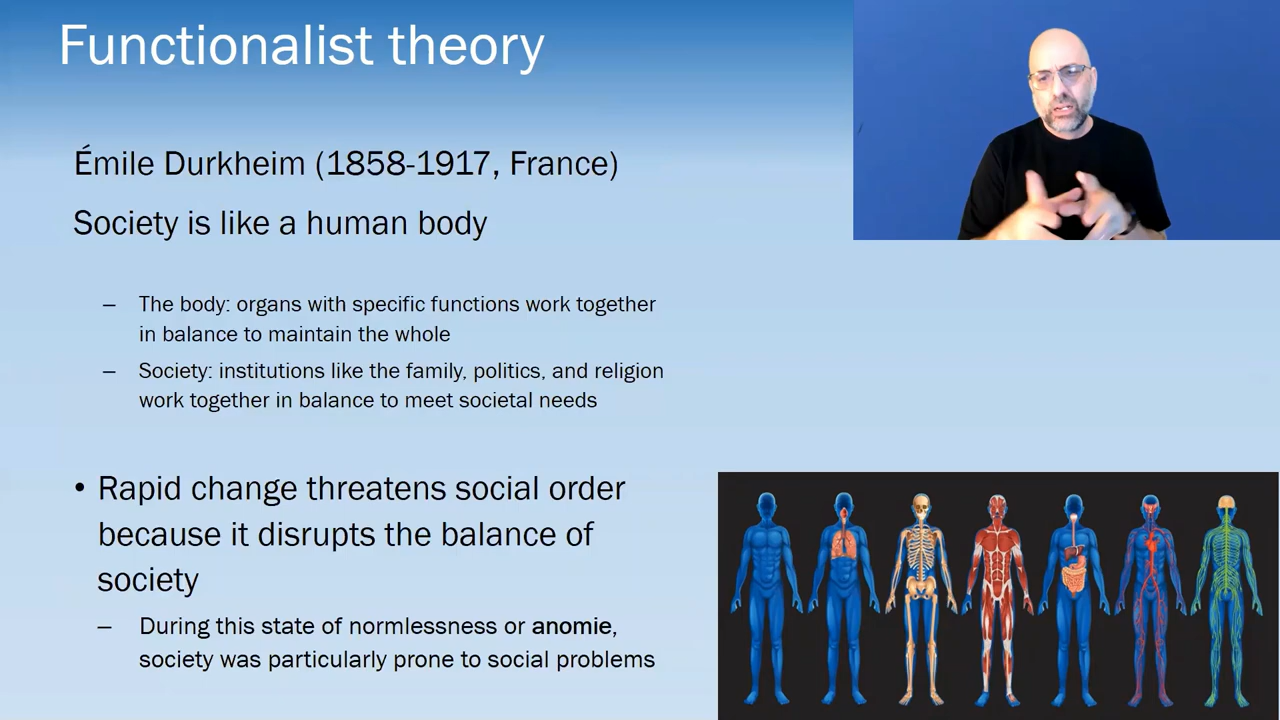 Functionalist theory
Émile Durkheim (1858-1917, France)
Society is like a human body
– The body: organs with specific functions work together
in balance to maintain the whole
– Society: institutions like the family, politics, and religion
work together in balance to meet societal needs
• Rapid change threatens social order
because it disrupts the balance of
society
– During this state of normlessness or anomie,
society was particularly prone to social problems